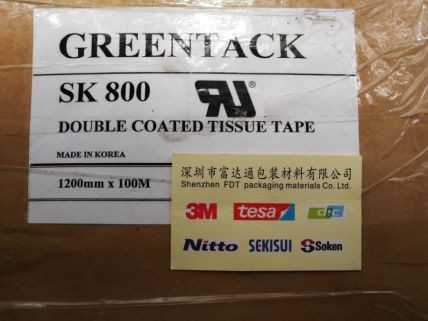 GREENTACK
SK 800
DOUBLE COATED TISSUE TAPE
MADE IN KOREA
1200mm x 100M
深圳市富达通包装材料有限公司
Shenzhen FDT packaging materials Co. Ltd.
3M tesa dic
Nitto SEKISUI Soken